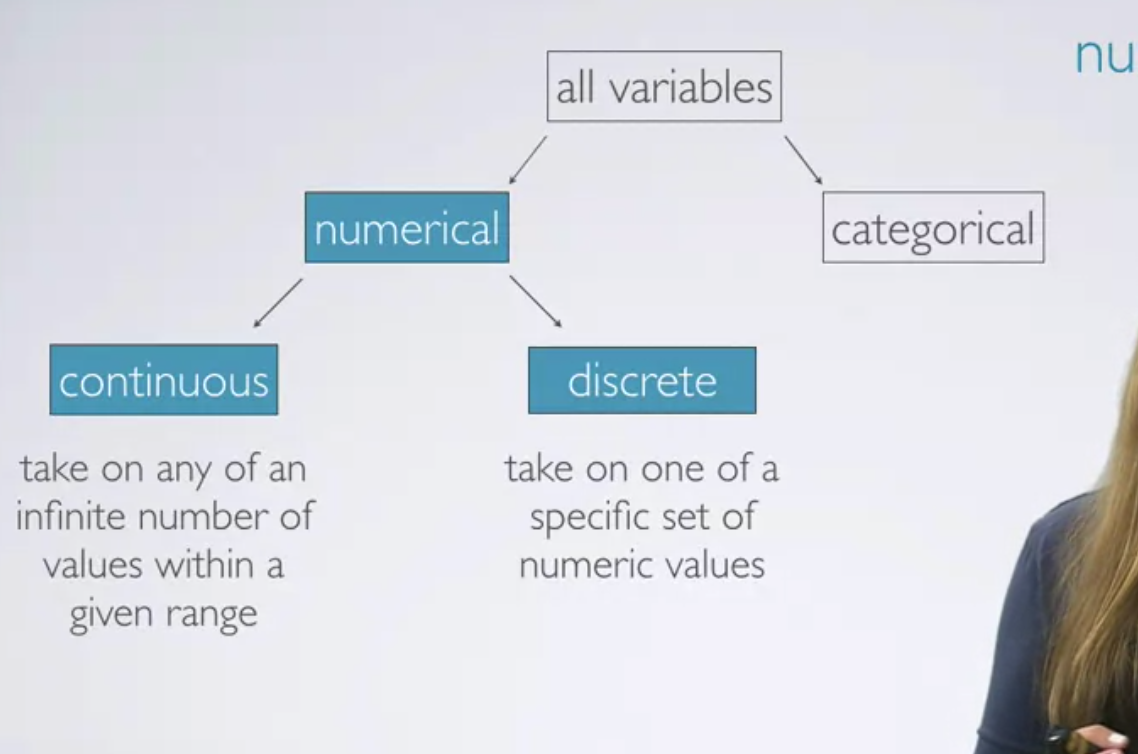 all variables
numerical
categorical
continuous
discrete
take on any of an
infinite number of
values within a
given range
take on one of a
specific set of
numeric values